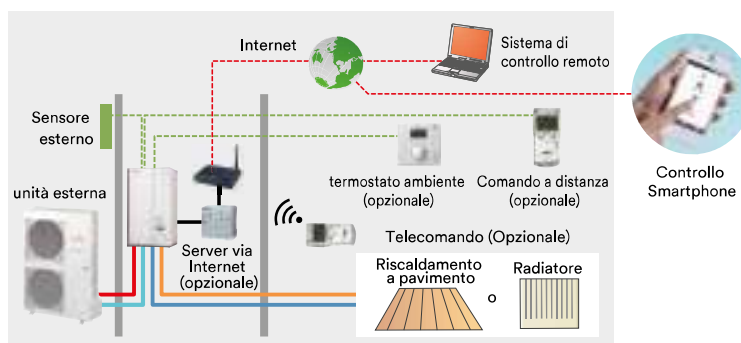 Internet
Sistema di
controllo remoto
Sensore
esterno
unità esterna
termostato ambiente
(opzionale)
Comando a distanza
(opzionale)
Controllo
Smartphone
Server via
Internet
(opzionale)
Telecomando (Opzionale)
Riscaldamento
a pavimento
o
Radiatore